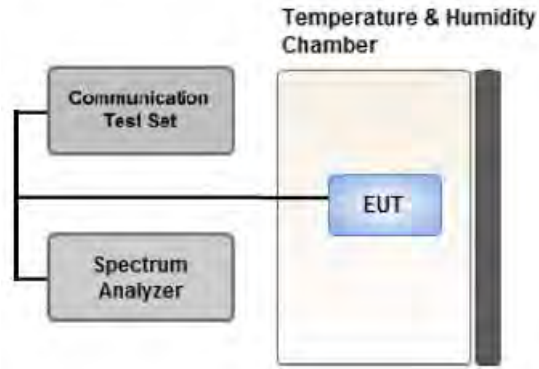 Temperature & Humidity
Chamber
Communication
Test Set
EUT
Spectrum
Analyzer